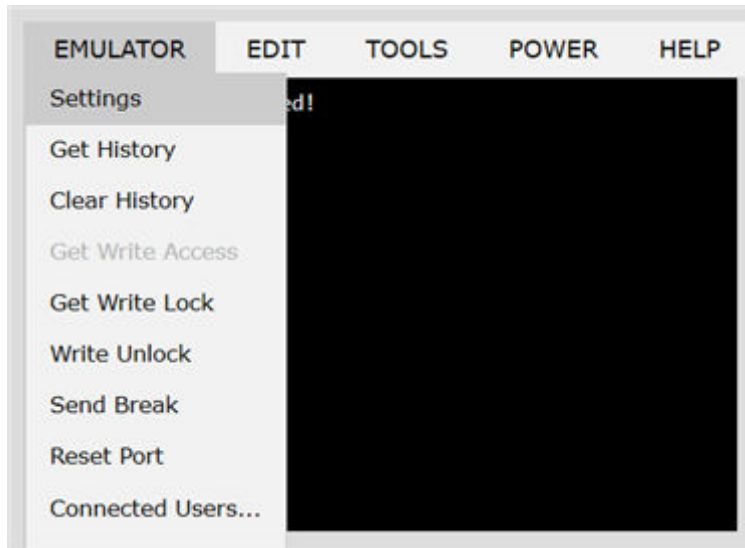 EMULATOR EDIT TOOLS POWER HELP
Settings
Get History
Clear History
Get Write Access
Get Write Lock
Write Unlock
Send Break
Reset Port
Connected Users...